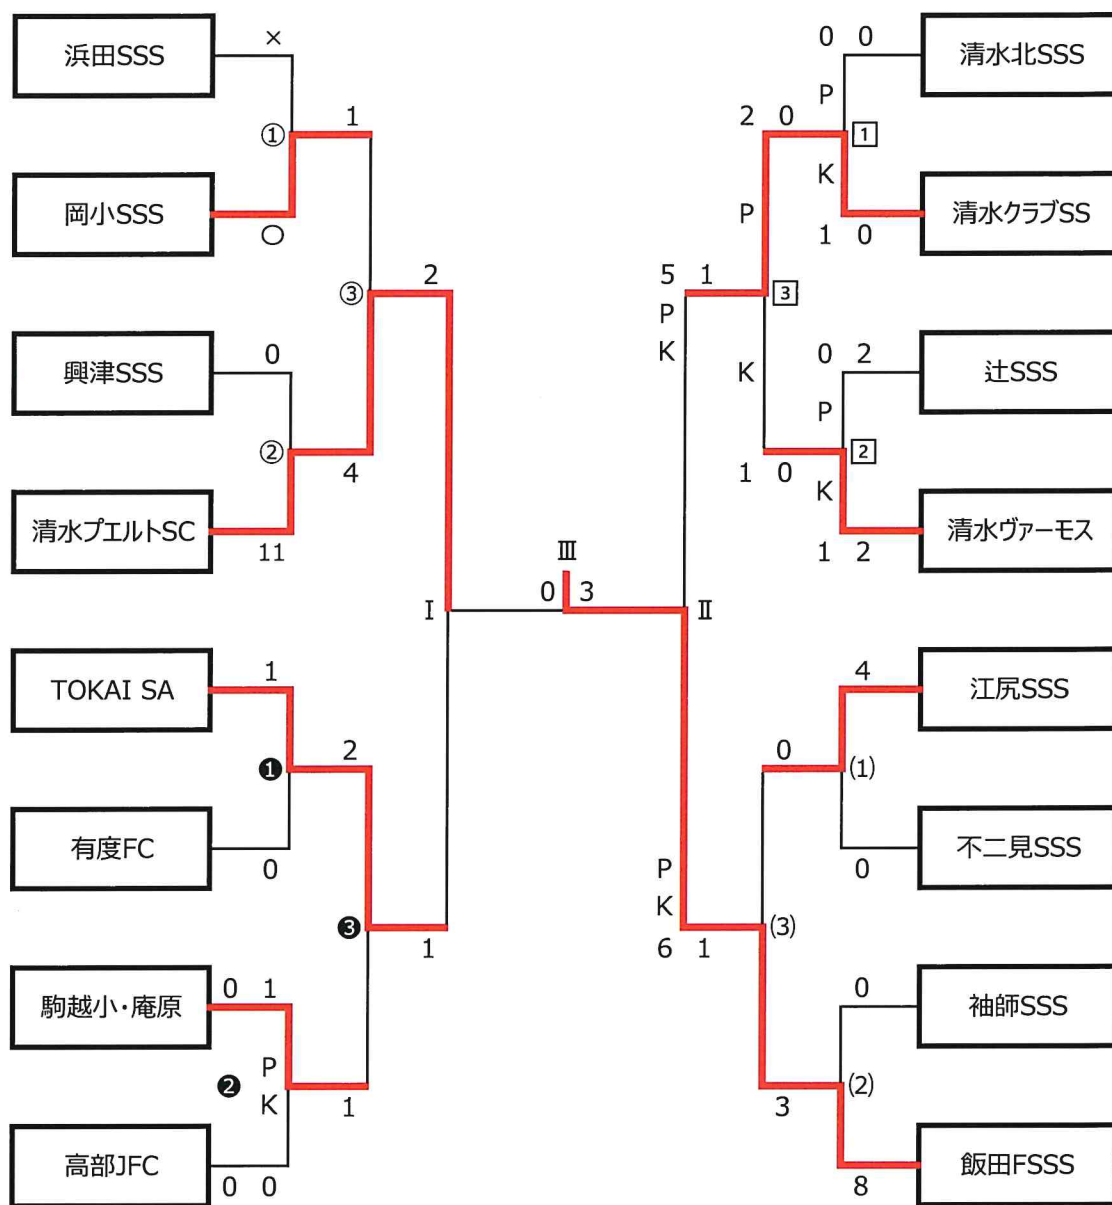 浜田SSS
×
①
1
岡小SSS
〇
③
2
興津SSS
0
②
4
清水プエルトSC
11
Ⅰ
TOKAI SA
1
❶
2
有度FC
0
❸
1
駒越小・庵原
0 1
❷
P
K
1
高部JFC
0 0
Ⅲ
0 3
0 0
清水北SSS
P
2 0
1
K
清水クラブSS
1 0
P
5 1
3
P
K
K
0 2
辻SSS
P
1 0
2
K
清水ヴァーモス
1 2
Ⅱ
4
江尻SSS
0
(1)
不二見SSS
0
P
K
6 1
(3)
0
袖師SSS
3
(2)
飯田FSSS
8